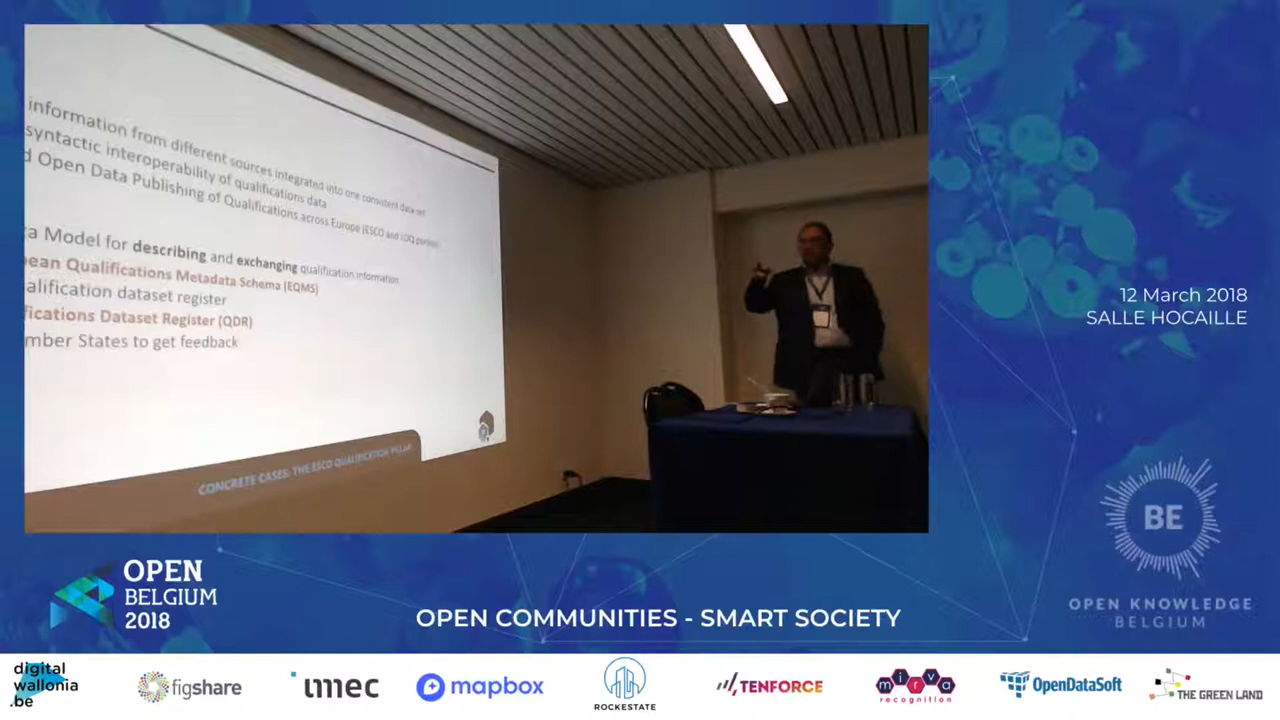 information from different sources integrated into one consistent data set
syntactic interoperability of qualifications data
d Open Data Publishing of Qualifications across Europe (ESCO and LOQ portals)
a Model for describing and exchanging qualification information
ean Qualifications Metadata Schema (EQMS)
alification dataset register
fications Dataset Register (QDR)
mber States to get feedback
CONCRETE CASES: THE ESCO QUALIFICATION PILLAR
12 March 2018
SALLE HOCAILLE
BE
OPEN KNOWLEDGE
BELGIUM
OPEN
BELGIUM
2018
OPEN COMMUNITIES - SMART SOCIETY
digital
wallonia
.be
figshare
imec
mapbox
ROCKESTATE
TENFORCE
mirva
recognition
OpenDataSoft
THE GREEN LAND